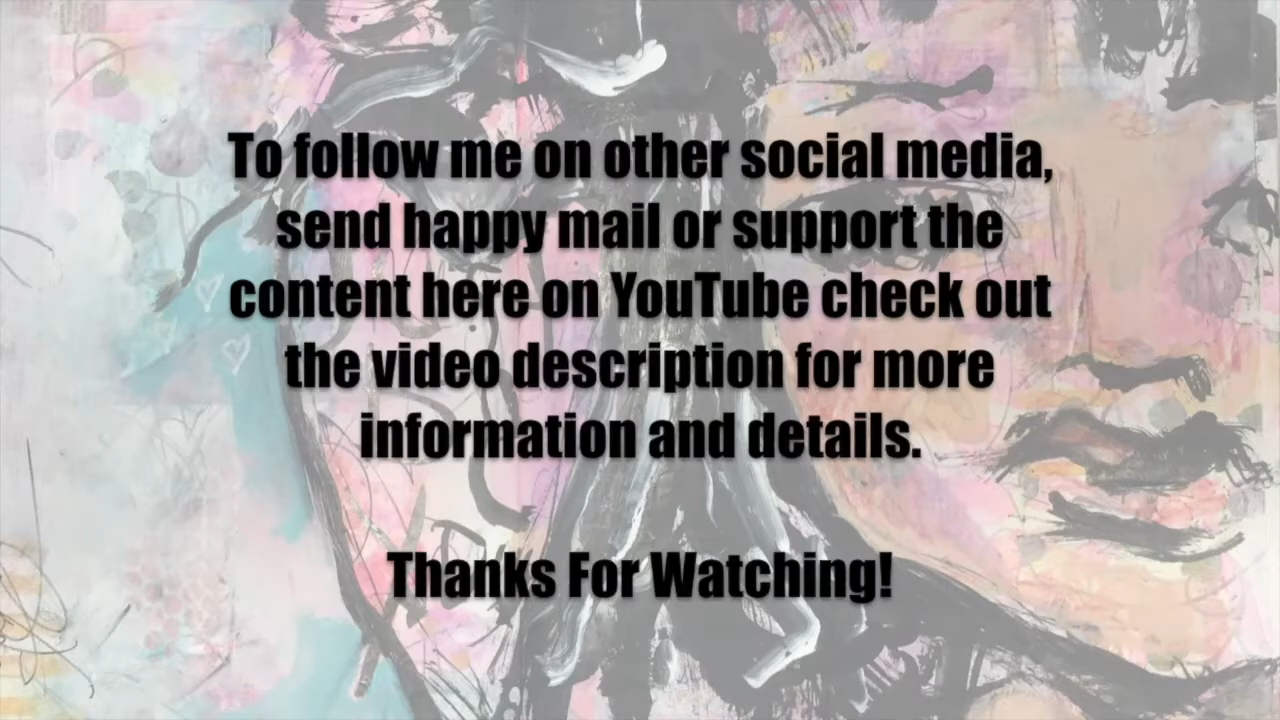 To follow me on other social media,
send happy mail or support the
content here on YouTube check out
the video description for more
information and details.
Thanks For Watching!